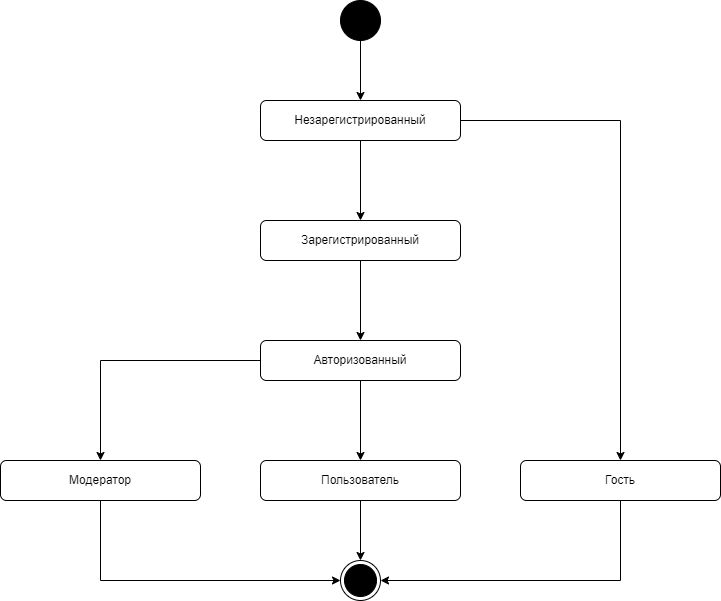 Незарегистрированный
Зарегистрированный
Авторизованный
Модератор
Пользователь
Гость